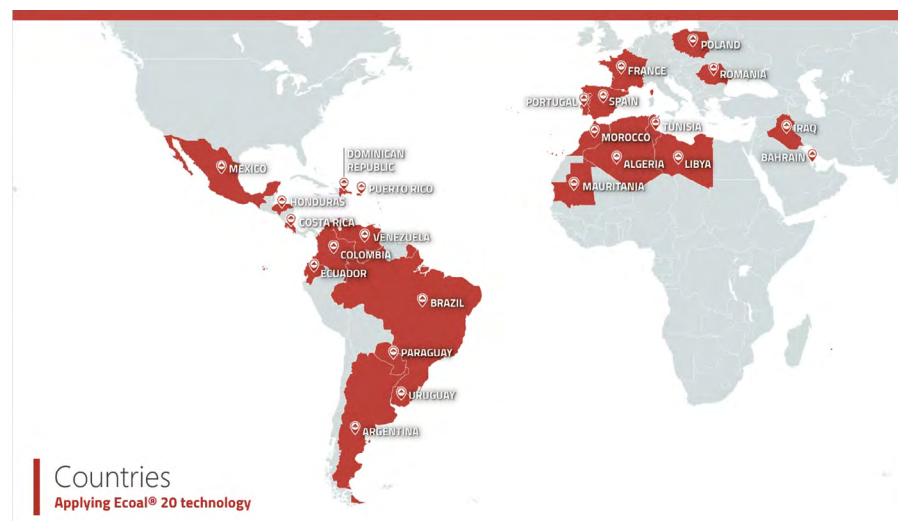 POLAND
FRANCE
ROMANIA
PORTUGAL
SPAIN
TUNISIA
IRAQ
MOROCCO
DOMINICAN
REPUBLIC
BAHRAIN
ALGERIA
LIBYA
MEXICO
MAURITANIA
PUERTO RICO
HONDURAS
COSTA RICA
VENEZUELA
COLOMBIA
ECUADOR
BRAZIL
PARAGUAY
URUGUAY
ARGENTINA
Countries
Applying Ecoal® 20 technology